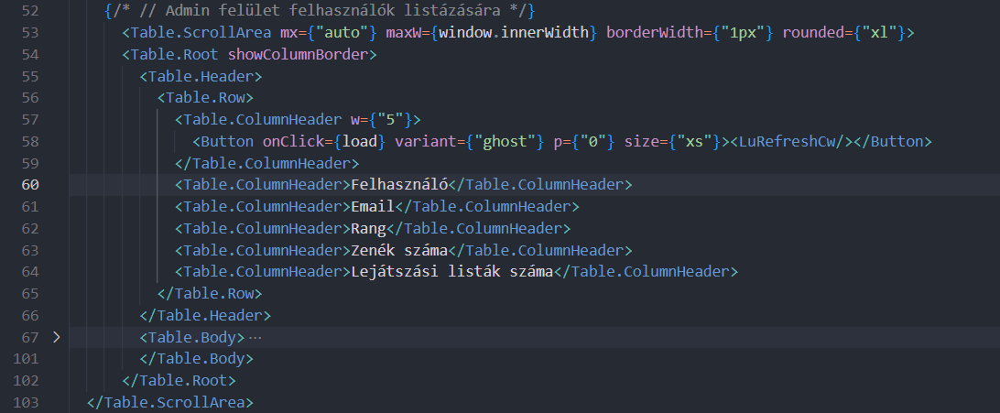 52 {/* // Admin felület felhasználók listázására */}
53 <Table.ScrollArea mx={"auto"} maxW={window.innerWidth} borderWidth={"1px"} rounded={"xl"}>
54 <Table.Root showColumnBorder>
55 <Table.Header>
56 <Table.Row>
57 <Table.ColumnHeader w={"5"}>
58 <Button onClick={load} variant={"ghost"} p={"0"} size={"xs"}><LuRefreshCw/></Button>
59 </Table.ColumnHeader>
60 <Table.ColumnHeader>Felhasználó</Table.ColumnHeader>
61 <Table.ColumnHeader>Email</Table.ColumnHeader>
62 <Table.ColumnHeader>Rang</Table.ColumnHeader>
63 <Table.ColumnHeader>Zenék száma</Table.ColumnHeader>
64 <Table.ColumnHeader>Lejátszási listák száma</Table.ColumnHeader>
65 </Table.Row>
66 </Table.Header>
67 <Table.Body>⋯
101 </Table.Body>
102 </Table.Root>
103 </Table.ScrollArea>